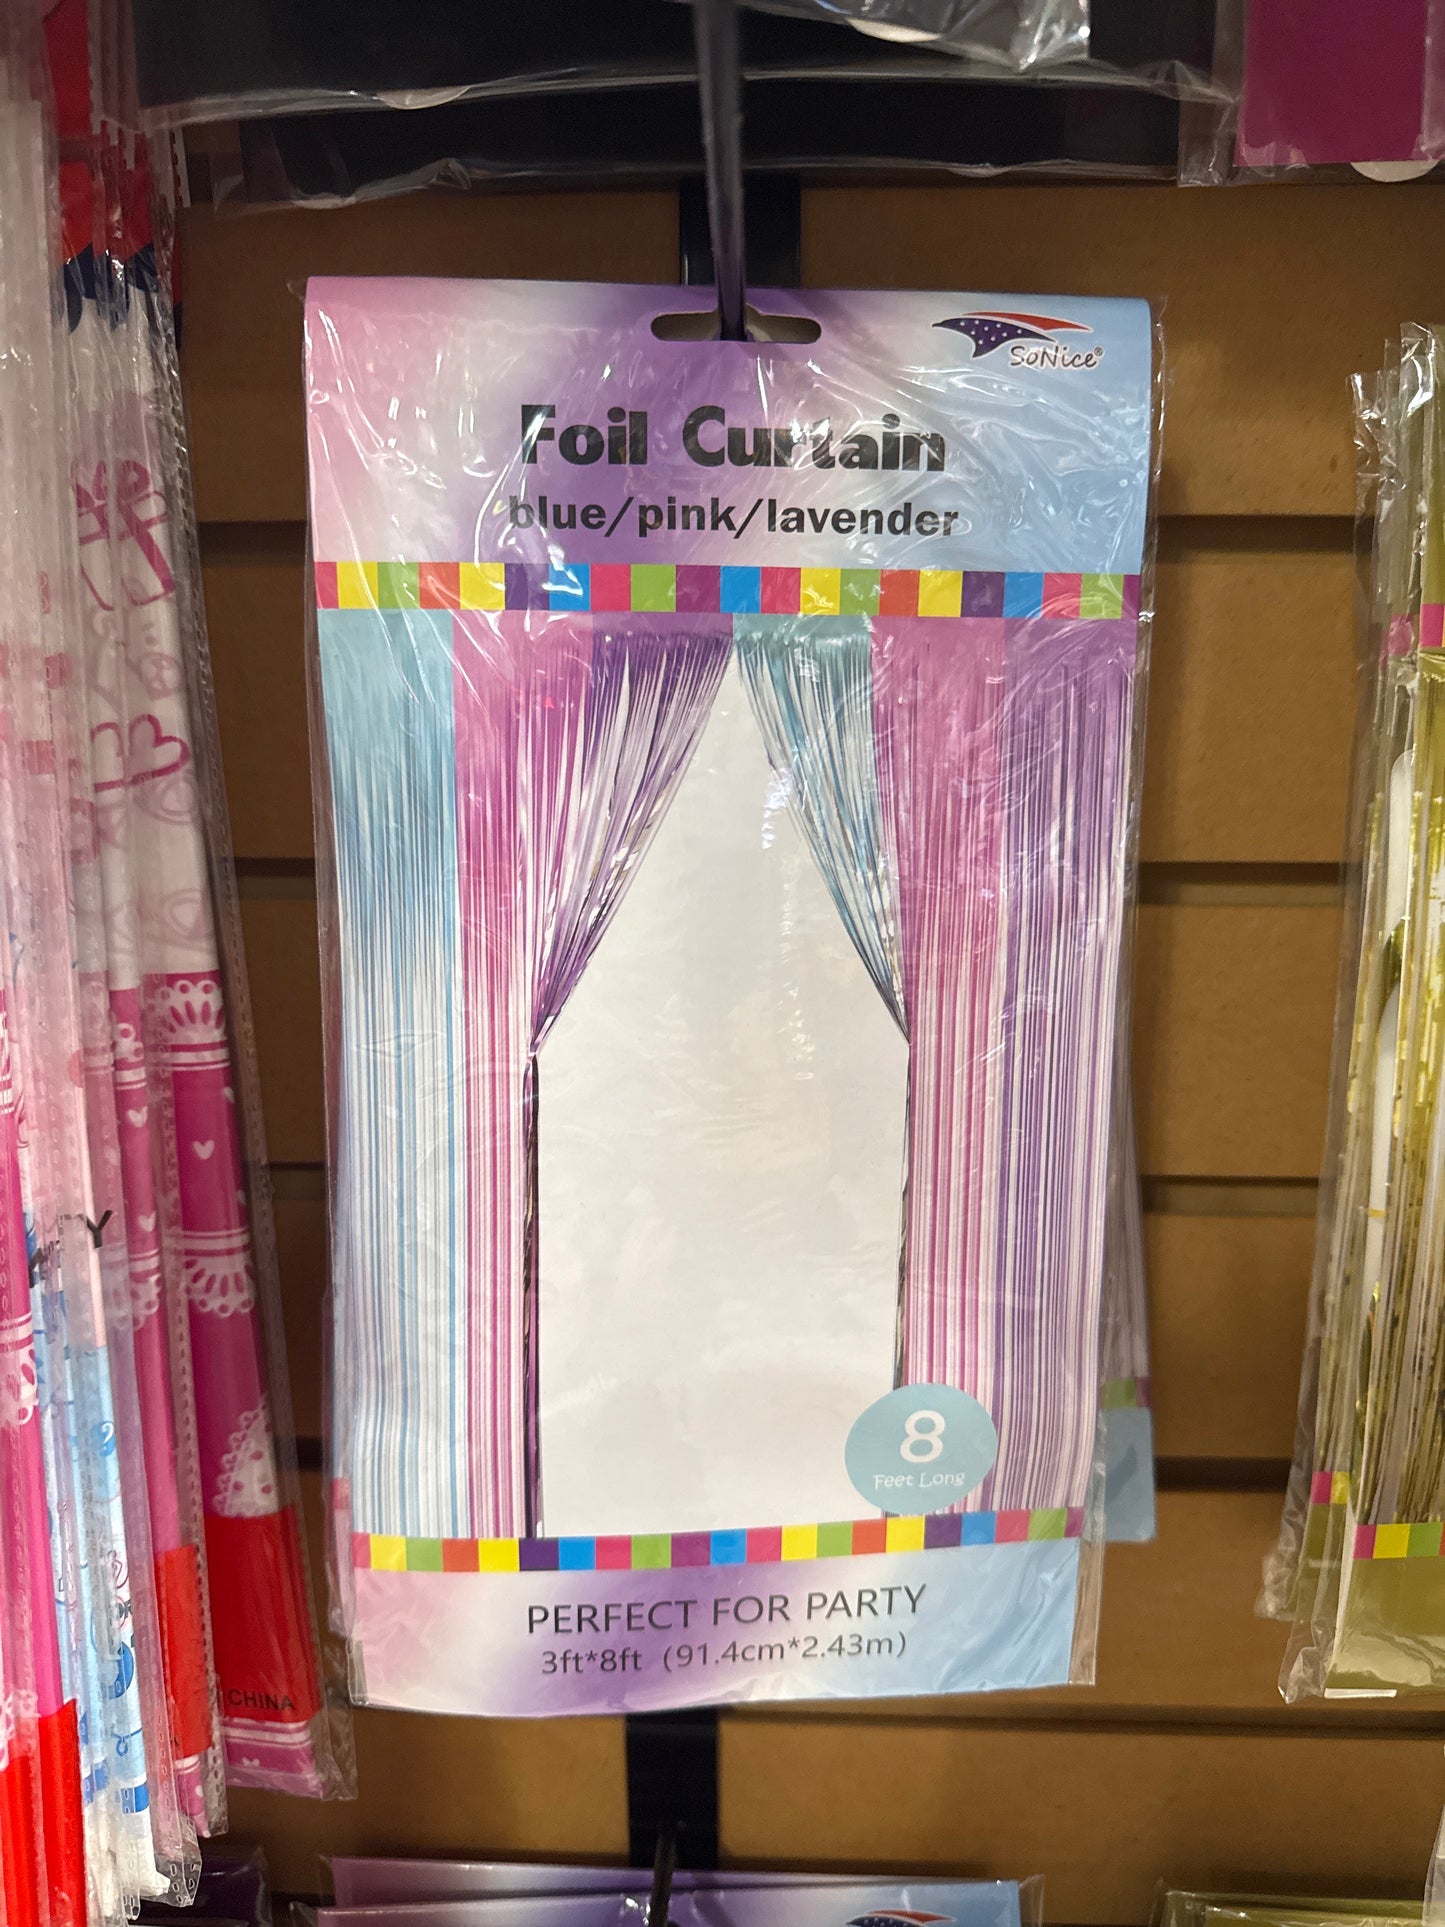 SoNice®
Foil Curtain
blue/pink/lavender
8
Feet Long
PERFECT FOR PARTY
3ft*8ft (91.4cm*2.43m)
CHINA